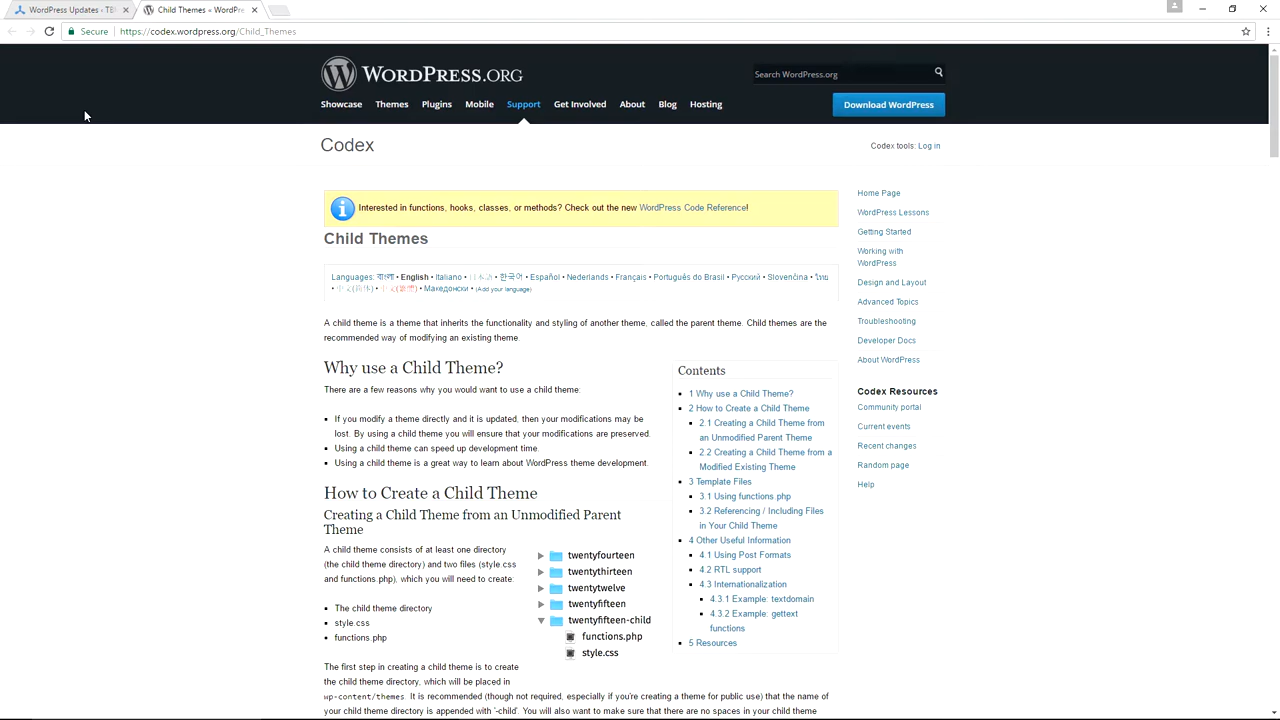 WordPress Updates ‹ TE
Child Themes « WordPre
Secure
https://codex.wordpress.org/Child_Themes
WORDPRESS.ORG
Search WordPress.org
Showcase Themes Plugins Mobile Support Get Involved About Blog Hosting
Download WordPress
Codex
Codex tools: Log in
Interested in functions, hooks, classes, or methods? Check out the new WordPress Code Reference!
Child Themes
Languages: বাংলা • English • Italiano • 한국어 • Español • Nederlands • Français • Português do Brasil • Русский • Slovenčina • ไทย
• 中文(简体) • 中文(繁體) • Македонски • (Add your language)
A child theme is a theme that inherits the functionality and styling of another theme, called the parent theme. Child themes are the
recommended way of modifying an existing theme.
Why use a Child Theme?
There are a few reasons why you would want to use a child theme:
If you modify a theme directly and it is updated, then your modifications may be
lost. By using a child theme you will ensure that your modifications are preserved.
Using a child theme can speed up development time.
Using a child theme is a great way to learn about WordPress theme development.
How to Create a Child Theme
Creating a Child Theme from an Unmodified Parent
Theme
A child theme consists of at least one directory
(the child theme directory) and two files (style.css
and functions.php), which you will need to create:
The child theme directory
style.css
functions.php
The first step in creating a child theme is to create
the child theme directory, which will be placed in
wp-content/themes It is recommended (though not required, especially if you're creating a theme for public use) that the name of
your child theme directory is appended with '-child'. You will also want to make sure that there are no spaces in your child theme
twentyfourteen
twentythirteen
twentytwelve
twentyfifteen
twentyfifteen-child
functions.php
style.css
Contents
1 Why use a Child Theme?
2 How to Create a Child Theme
2.1 Creating a Child Theme from
an Unmodified Parent Theme
2.2 Creating a Child Theme from a
Modified Existing Theme
3 Template Files
3.1 Using functions.php
3.2 Referencing / Including Files
in Your Child Theme
4 Other Useful Information
4.1 Using Post Formats
4.2 RTL support
4.3 Internationalization
4.3.1 Example: textdomain
4.3.2 Example: gettext
functions
5 Resources
Home Page
WordPress Lessons
Getting Started
Working with
WordPress
Design and Layout
Advanced Topics
Troubleshooting
Developer Docs
About WordPress
Codex Resources
Community portal
Current events
Recent changes
Random page
Help